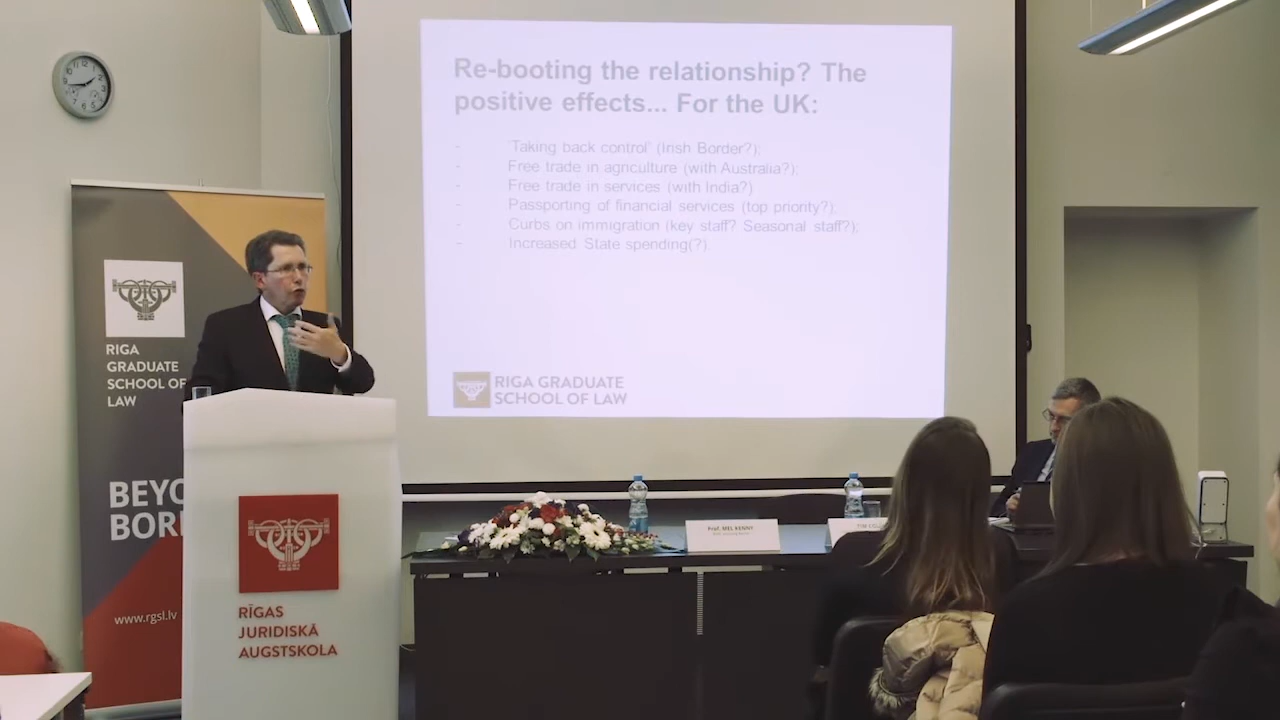 Re-booting the relationship? The
positive effects... For the UK:
- 'Taking back control' (Irish Border?);
- Free trade in agriculture (with Australia?);
- Free trade in services (with India?)
- Passporting of financial services (top priority?),
- Curbs on immigration (key staff? Seasonal staff?);
- Increased State spending(?)
RIGA GRADUATE
SCHOOL OF LAW
RIGA
GRADUATE
SCHOOL OF
LAW
BEYO
BOR
www.rgsl.lv
RĪGAS
JURIDISKĀ
AUGSTSKOLA
Prof. MEL KENNY
TIM